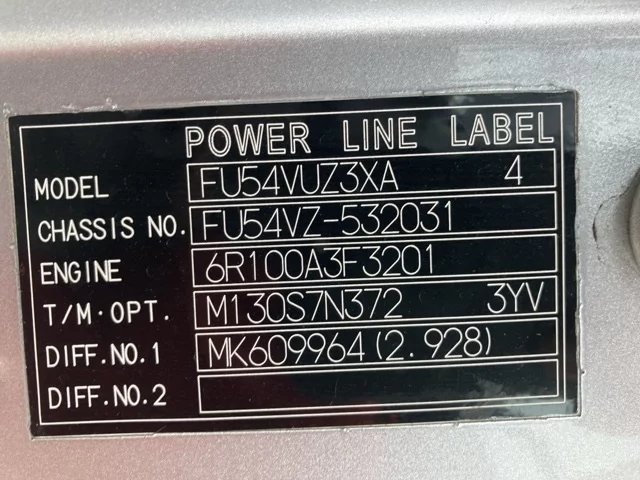 POWER LINE LABEL
MODEL FU54VUZ3XA 4
CHASSIS NO. FU54VZ-532031
ENGINE 6R100A3F3201
T/M·OPT. M130S7N372 3YV
DIFF.NO.1 MK609964(2.928)
DIFF.NO.2